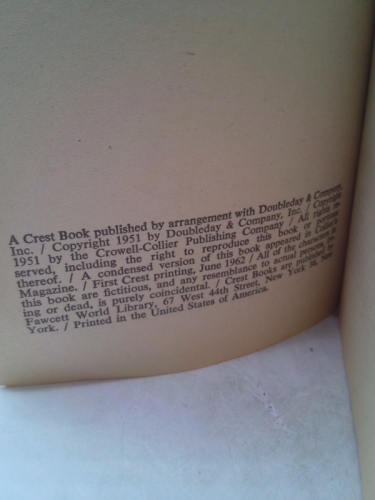 A Crest Book published by arrangement with Doubleday & Company,
Inc. / Copyright 1951 by Doubleday & Company, Inc. / Copyright
1951 by the Crowell-Collier Publishing Company / All rights re-
served, including the right to reproduce this book or portions
thereof. / A condensed version of this book appeared in Collier's
Magazine. / First Crest printing, June 1962 / All of the characters in
this book are fictitious, and any resemblance to actual persons, liv-
ing or dead, is purely coincidental. / Crest Books are published by
Fawcett World Library, 67 West 44th Street, New York 36, New
York. / Printed in the United States of America.